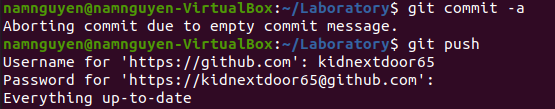 namnguyen@namnguyen-VirtualBox:~/Laboratory$ git commit -a
Aborting commit due to empty commit message.
namnguyen@namnguyen-VirtualBox:~/Laboratory$ git push
Username for 'https://github.com': kidnextdoor65
Password for 'https://kidnextdoor65@github.com':
Everything up-to-date